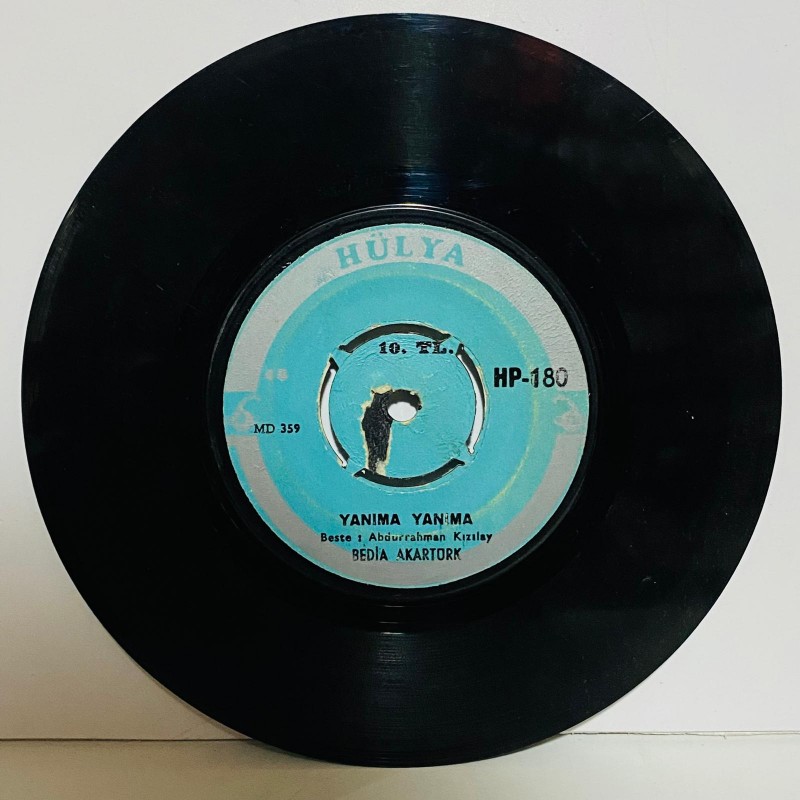 HÜLYA
10. TL.
HP-180
MD 359
YANIMA YANIMA
Beste : Abdurrahman Kızılay
BEDİA AKARTÜRK